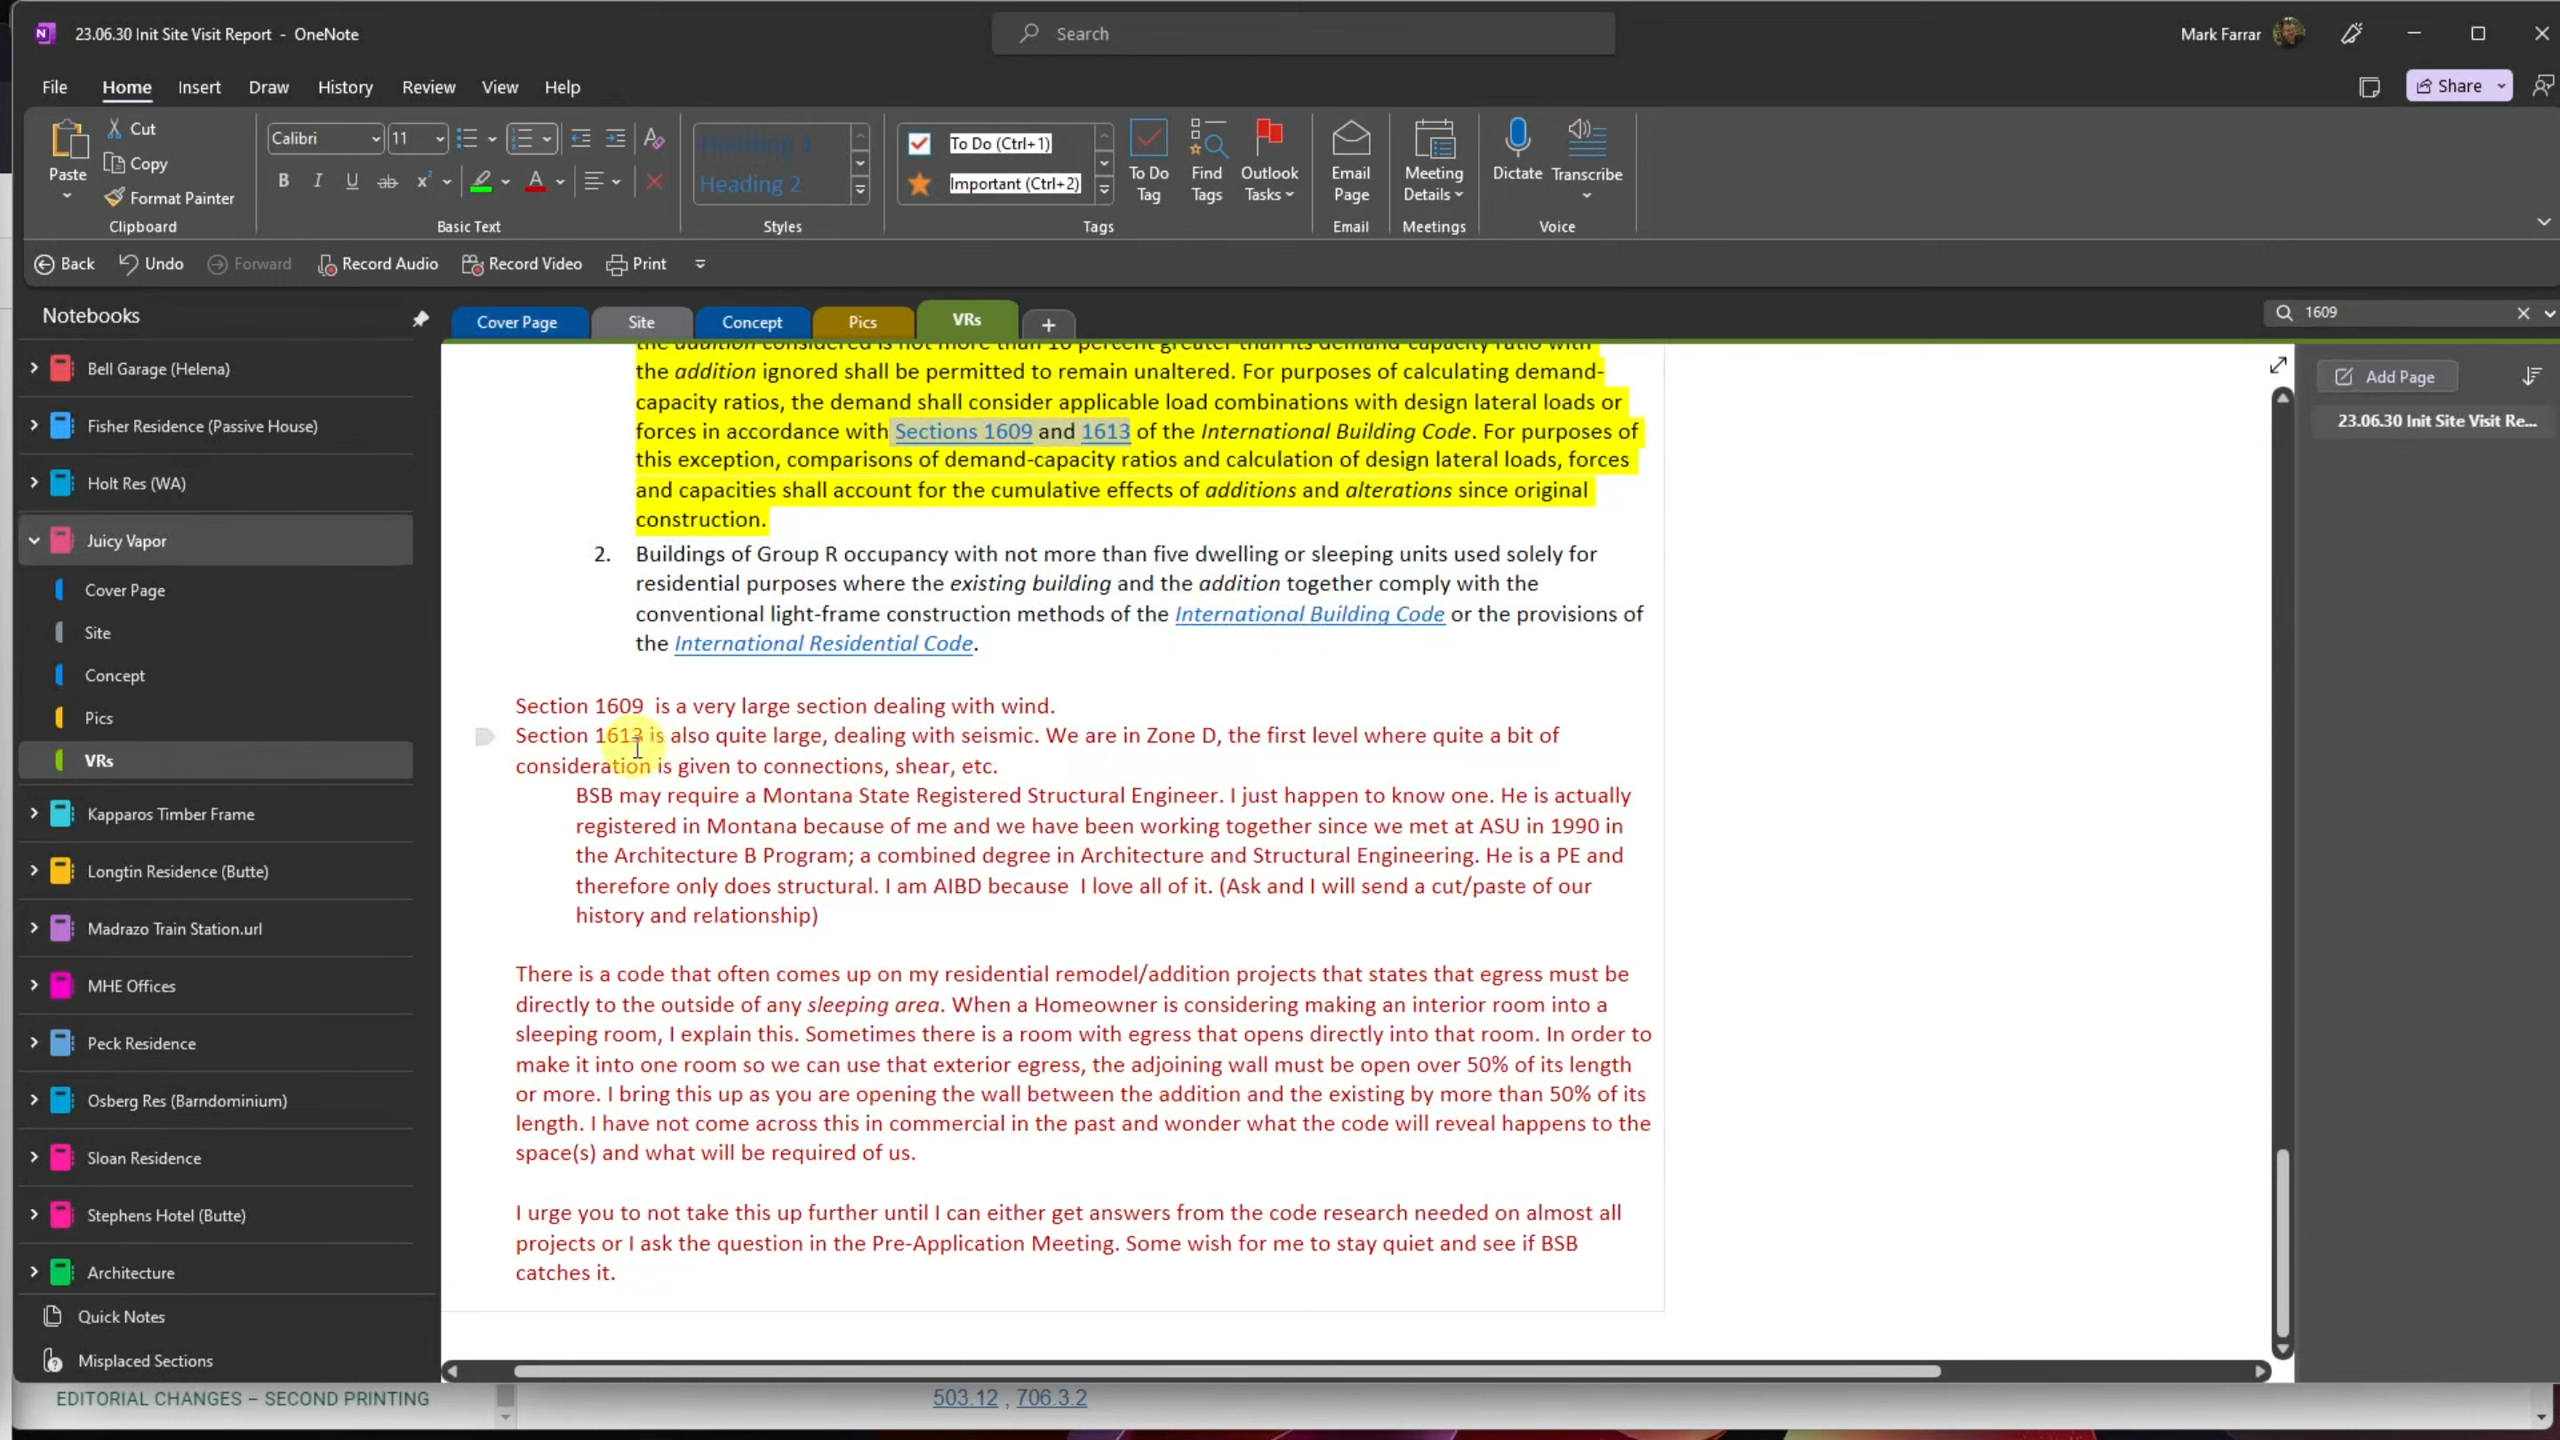 23.06.30 Init Site Visit Report - OneNote
Search
Mark Farrar
File Home Insert Draw History Review View Help
Share
Paste
Cut
Copy
Format Painter
Clipboard
Calibri 11
Basic Text
Heading 1
Heading 2
Styles
To Do (Ctrl+1)
Important (Ctrl+2)
To Do Tag
Find Tags
Outlook Tasks
Tags
Email Page
Email
Meeting Details
Meetings
Dictate
Transcribe
Voice
Back Undo Forward Record Audio Record Video Print
Notebooks
Cover Page Site Concept Pics VRs
1609
Add Page
23.06.30 Init Site Visit Re...
Bell Garage (Helena)
Fisher Residence (Passive House)
Holt Res (WA)
Juicy Vapor
Cover Page
Site
Concept
Pics
VRs
Kapparos Timber Frame
Longtin Residence (Butte)
Madrazo Train Station.url
MHE Offices
Peck Residence
Osberg Res (Barndominium)
Sloan Residence
Stephens Hotel (Butte)
Architecture
Quick Notes
Misplaced Sections
the addition considered is not more than 10 percent greater than its demand-capacity ratio with
the addition ignored shall be permitted to remain unaltered. For purposes of calculating demand-
capacity ratios, the demand shall consider applicable load combinations with design lateral loads or
forces in accordance with Sections 1609 and 1613 of the International Building Code. For purposes of
this exception, comparisons of demand-capacity ratios and calculation of design lateral loads, forces
and capacities shall account for the cumulative effects of additions and alterations since original
construction.
2. Buildings of Group R occupancy with not more than five dwelling or sleeping units used solely for
residential purposes where the existing building and the addition together comply with the
conventional light-frame construction methods of the International Building Code or the provisions of
the International Residential Code.
Section 1609 is a very large section dealing with wind.
Section 1613 is also quite large, dealing with seismic. We are in Zone D, the first level where quite a bit of
consideration is given to connections, shear, etc.
BSB may require a Montana State Registered Structural Engineer. I just happen to know one. He is actually
registered in Montana because of me and we have been working together since we met at ASU in 1990 in
the Architecture B Program; a combined degree in Architecture and Structural Engineering. He is a PE and
therefore only does structural. I am AIBD because I love all of it. (Ask and I will send a cut/paste of our
history and relationship)
There is a code that often comes up on my residential remodel/addition projects that states that egress must be
directly to the outside of any sleeping area. When a Homeowner is considering making an interior room into a
sleeping room, I explain this. Sometimes there is a room with egress that opens directly into that room. In order to
make it into one room so we can use that exterior egress, the adjoining wall must be open over 50% of its length
or more. I bring this up as you are opening the wall between the addition and the existing by more than 50% of its
length. I have not come across this in commercial in the past and wonder what the code will reveal happens to the
space(s) and what will be required of us.
I urge you to not take this up further until I can either get answers from the code research needed on almost all
projects or I ask the question in the Pre-Application Meeting. Some wish for me to stay quiet and see if BSB
catches it.
EDITORIAL CHANGES – SECOND PRINTING
503.12 , 706.3.2